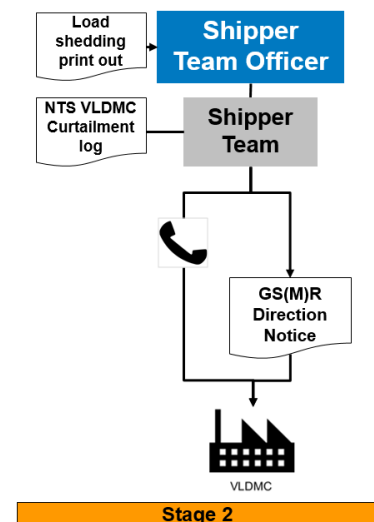 Load
shedding
print out
Shipper
Team Officer
NTS VLDMC
Curtailment
log
Shipper
Team
GS(M)R
Direction
Notice
VLDMC
Stage 2